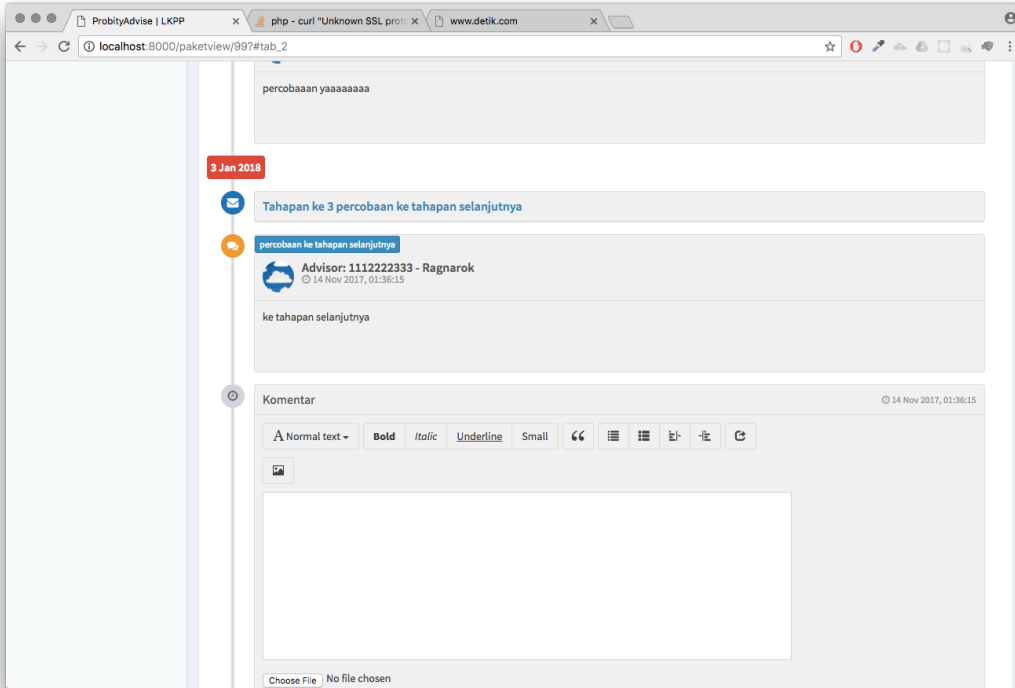 ProbityAdvise | LKPP
php - curl "Unknown SSL proto
www.detik.com
localhost:8000/paketview/99?#tab_2
percobaaan yaaaaaaaa
3 Jan 2018
Tahapan ke 3 percobaan ke tahapan selanjutnya
percobaan ke tahapan selanjutnya
Advisor: 1112222333 - Ragnarok
14 Nov 2017, 01:36:15
ke tahapan selanjutnya
Komentar
14 Nov 2017, 01:36:15
A Normal text Bold Italic Underline Small
Choose File No file chosen